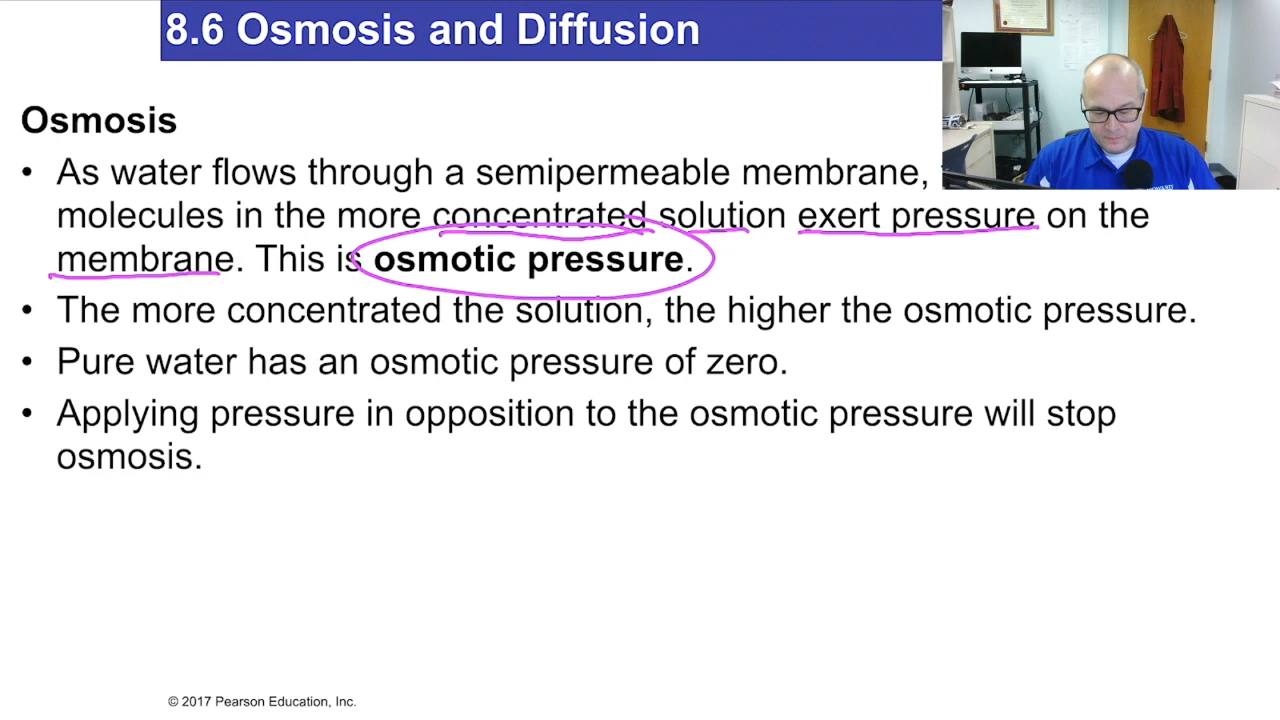 8.6 Osmosis and Diffusion
Osmosis
• As water flows through a semipermeable membrane,
molecules in the more concentrated solution exert pressure on the
membrane. This is osmotic pressure.
• The more concentrated the solution, the higher the osmotic pressure.
• Pure water has an osmotic pressure of zero.
• Applying pressure in opposition to the osmotic pressure will stop
osmosis.
© 2017 Pearson Education, Inc.